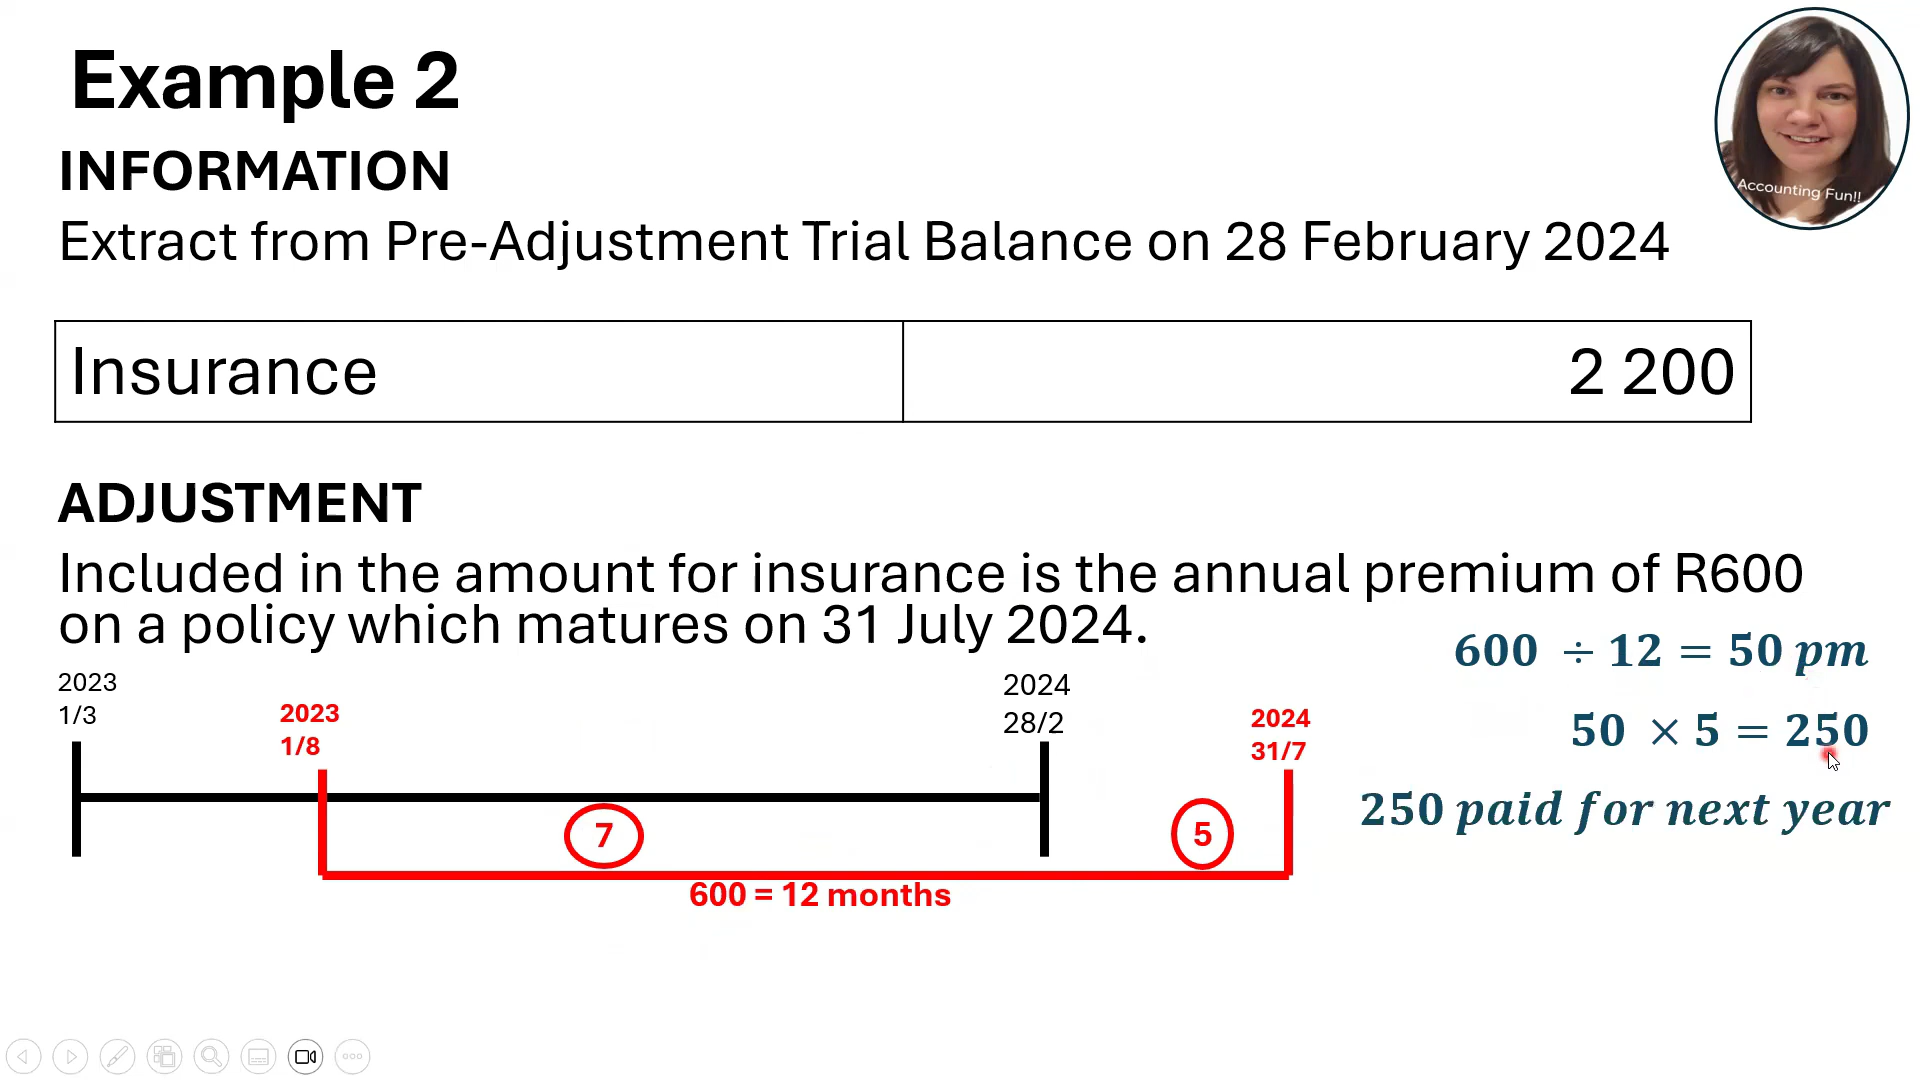 Example 2
Accounting Fun!!
INFORMATION
Extract from Pre-Adjustment Trial Balance on 28 February 2024
Insurance 2 200
ADJUSTMENT
Included in the amount for insurance is the annual premium of R600
on a policy which matures on 31 July 2024.
600 ÷ 12 = 50 pm
2023
1/3
2023
1/8
2024
28/2
2024
31/7
50 × 5 = 250
250 paid for next year
7
5
600 = 12 months